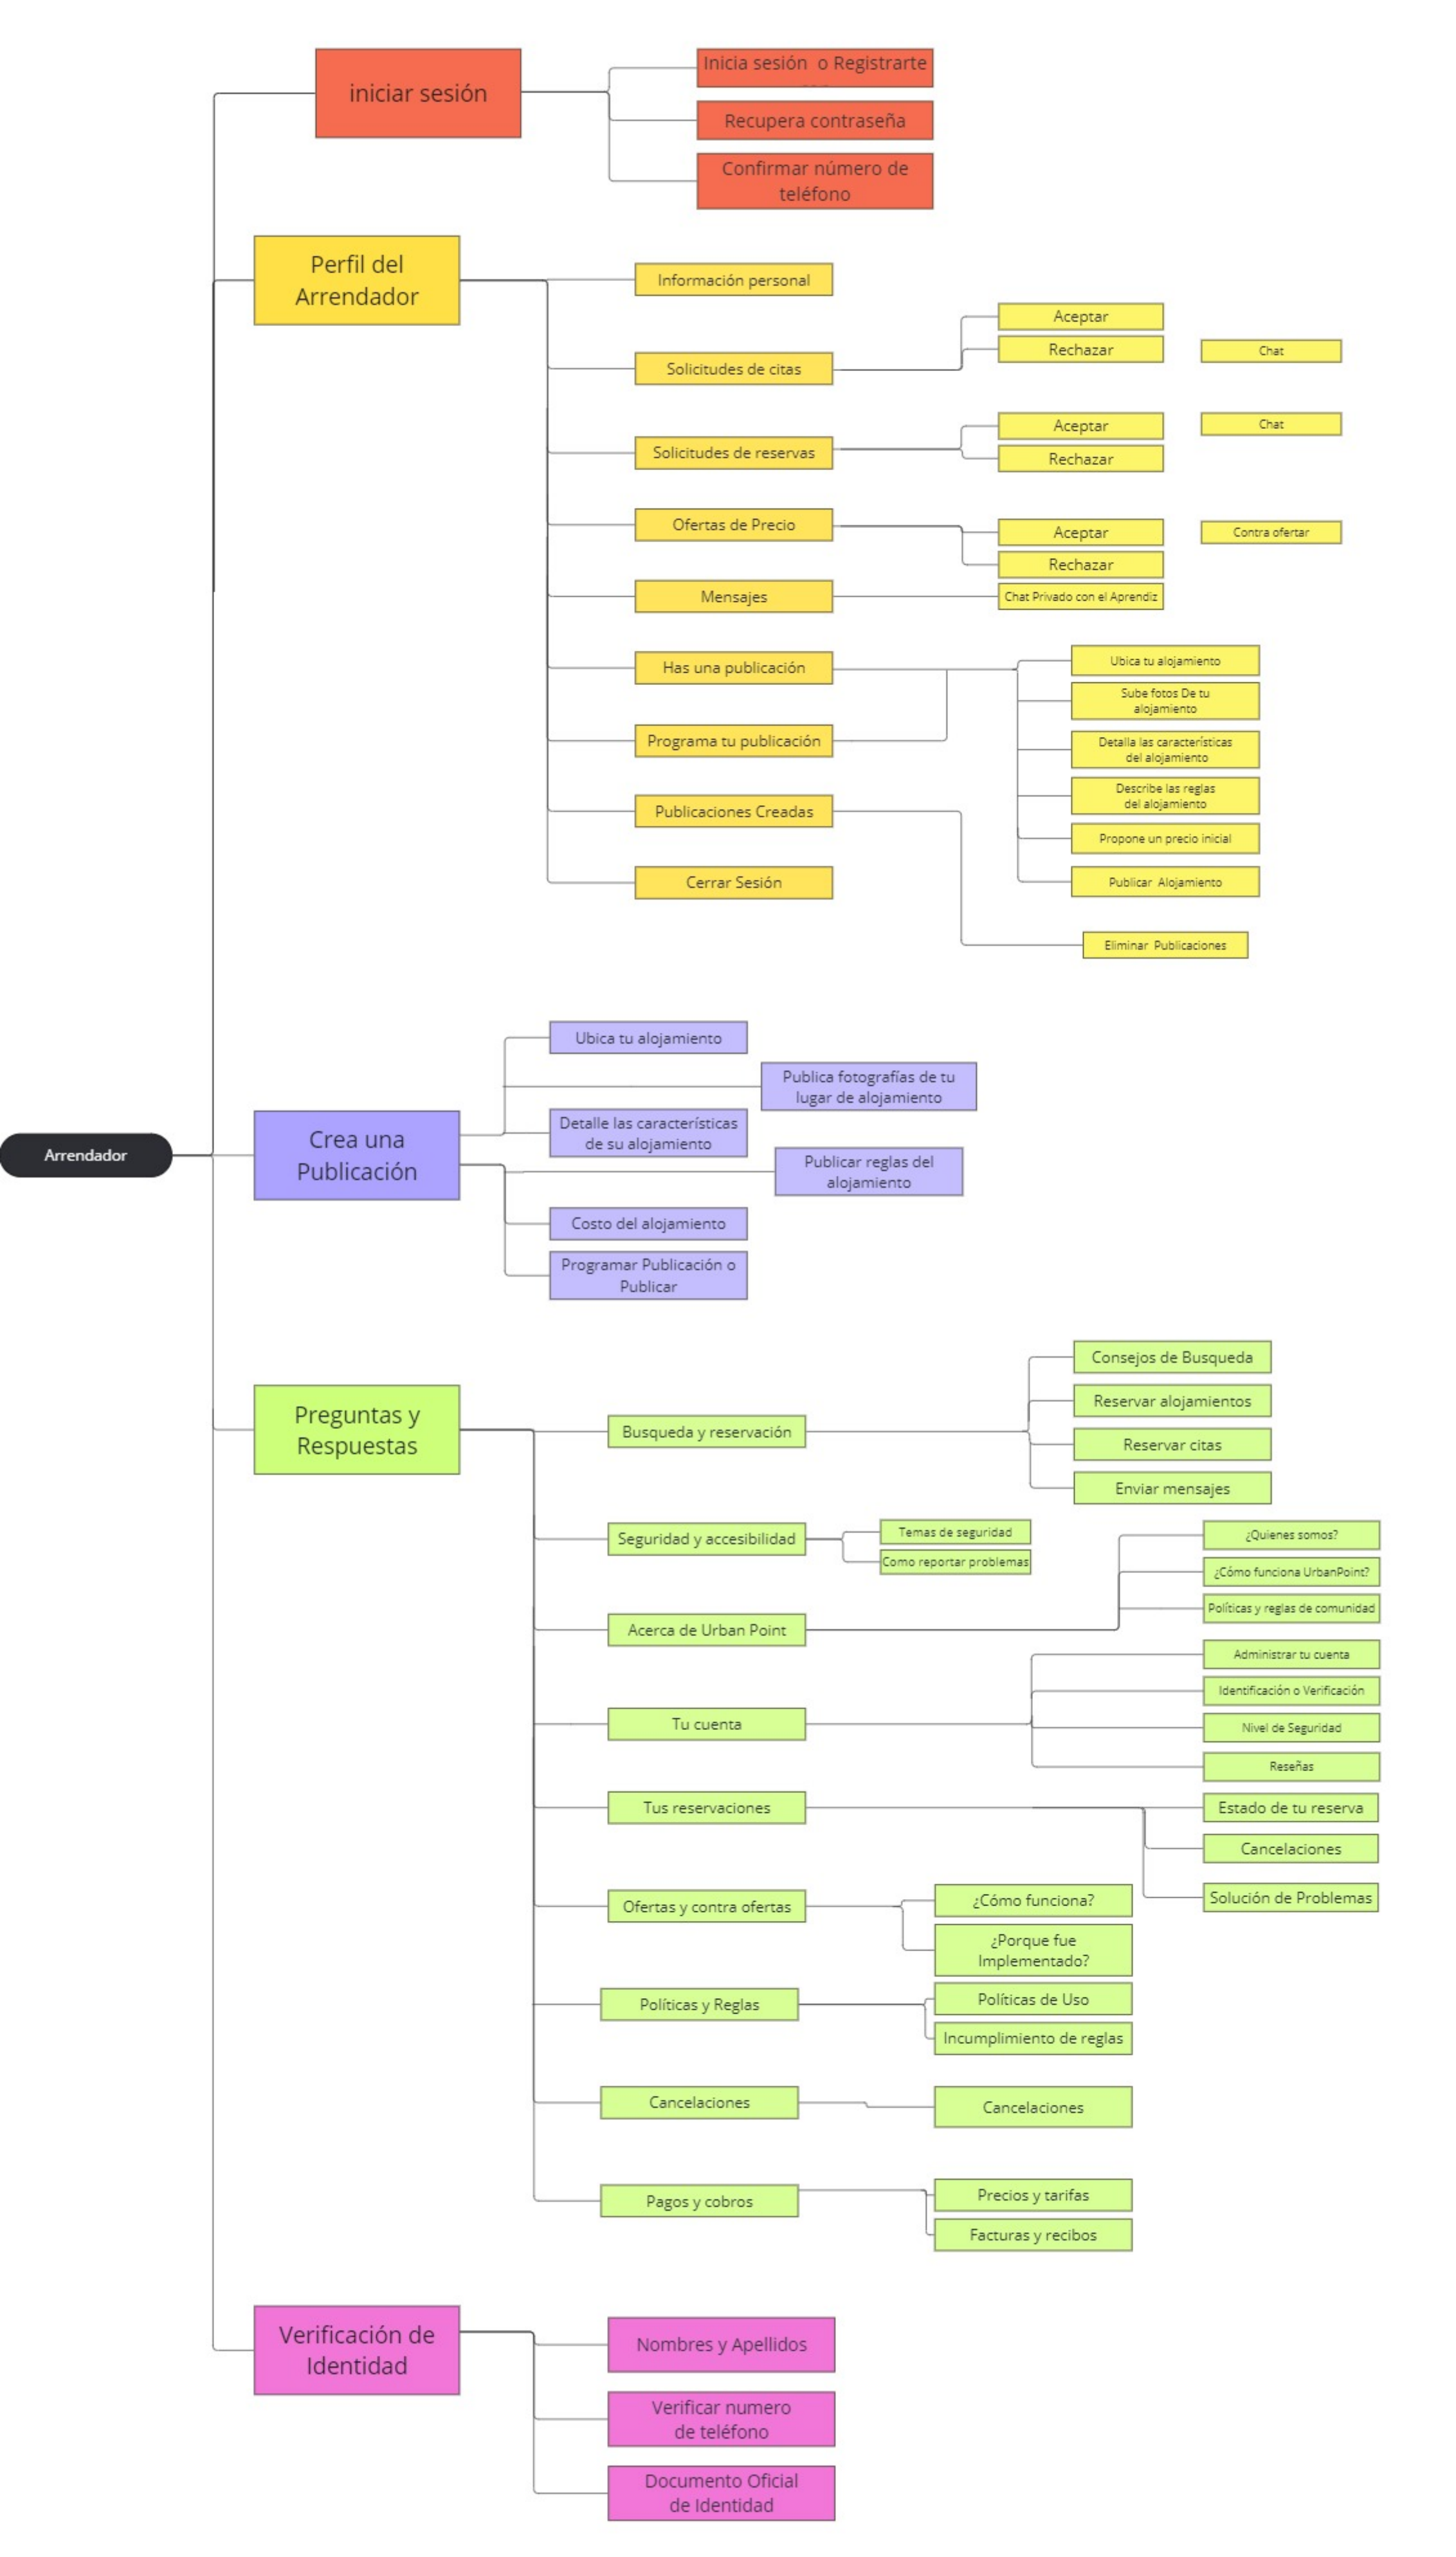 iniciar sesión
Inicia sesión  o Registrarte
Recupera contraseña
Confirmar número de
teléfono
Perfil del
Arrendador
Información personal
Solicitudes de citas
Aceptar
Rechazar
Chat
Solicitudes de reservas
Aceptar
Chat
Rechazar
Ofertas de Precio
Aceptar
Contra ofertar
Rechazar
Mensajes
Chat Privado con el Aprendiz
Has una publicación
Programa tu publicación
Ubica tu alojamiento
Sube fotos De tu
alojamiento
Detalla las características
del alojamiento
Describe las reglas
del alojamiento
Propone un precio inicial
Publicar  Alojamiento
Publicaciones Creadas
Eliminar  Publicaciones
Cerrar Sesión
Arrendador
Crea una
Publicación
Ubica tu alojamiento
Publica fotografías de tu
lugar de alojamiento
Detalle las características
de su alojamiento
Publicar reglas del
alojamiento
Costo del alojamiento
Programar Publicación o
Publicar
Preguntas y
Respuestas
Busqueda y reservación
Consejos de Busqueda
Reservar alojamientos
Reservar citas
Enviar mensajes
Seguridad y accesibilidad
Temas de seguridad
Como reportar problemas
Acerca de Urban Point
¿Quienes somos?
¿Cómo funciona UrbanPoint?
Políticas y reglas de comunidad
Tu cuenta
Administrar tu cuenta
Identificación o Verificación
Nivel de Seguridad
Reseñas
Tus reservaciones
Estado de tu reserva
Cancelaciones
Solución de Problemas
Ofertas y contra ofertas
¿Cómo funciona?
¿Porque fue
Implementado?
Políticas y Reglas
Políticas de Uso
Incumplimiento de reglas
Cancelaciones
Cancelaciones
Pagos y cobros
Precios y tarifas
Facturas y recibos
Verificación de
Identidad
Nombres y Apellidos
Verificar numero
de teléfono
Documento Oficial
de Identidad